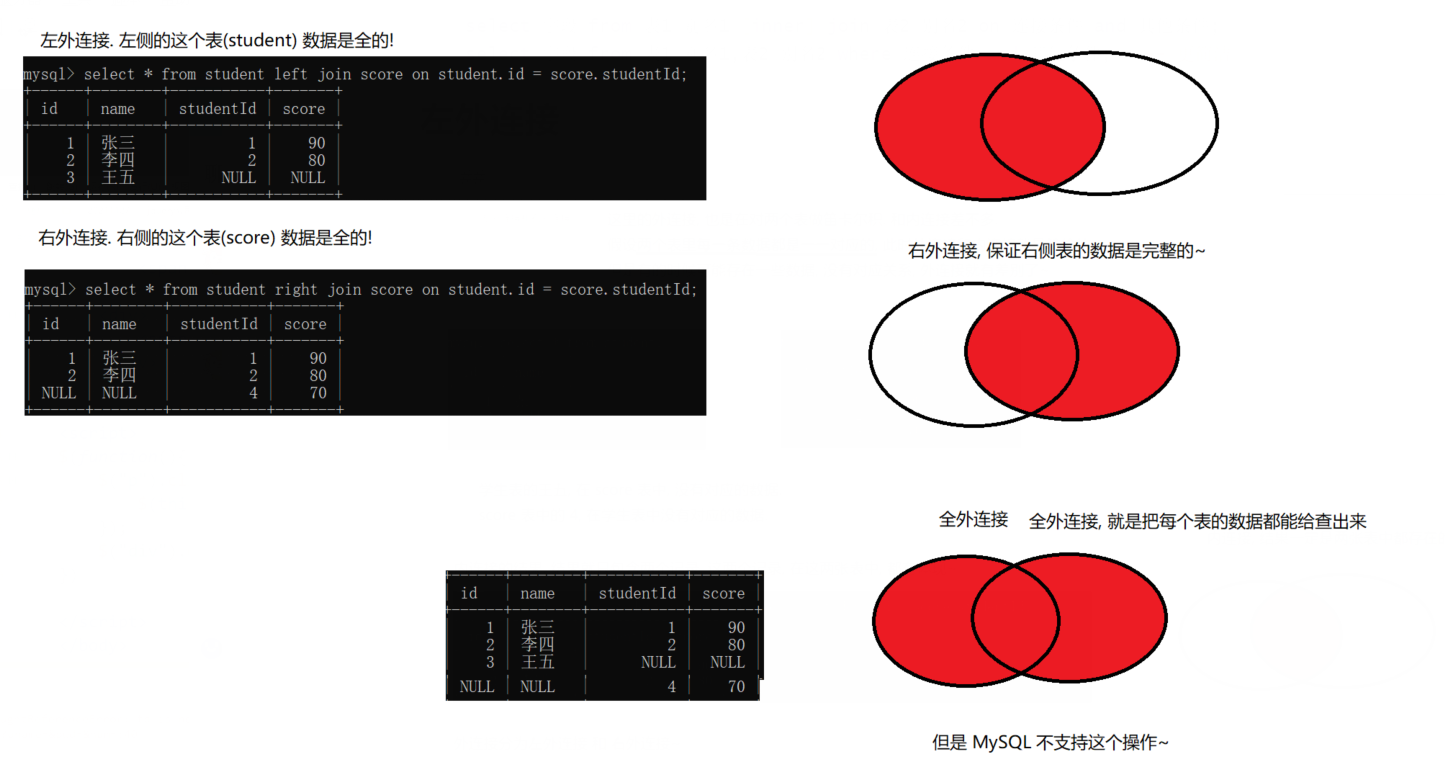 左外连接. 左侧的这个表(student) 数据是全的!
mysql> select * from student left join score on student.id = score.studentId;
+------+--------+-----------+-------+
| id   | name   | studentId | score |
+------+--------+-----------+-------+
|    1 | 张三   |         1 |    90 |
|    2 | 李四   |         2 |    80 |
|    3 | 王五   |      NULL |  NULL |
+------+--------+-----------+-------+
右外连接. 右侧的这个表(score) 数据是全的!
右外连接, 保证右侧表的数据是完整的~
mysql> select * from student right join score on student.id = score.studentId;
+------+--------+-----------+-------+
| id   | name   | studentId | score |
+------+--------+-----------+-------+
|    1 | 张三   |         1 |    90 |
|    2 | 李四   |         2 |    80 |
| NULL | NULL   |         4 |    70 |
+------+--------+-----------+-------+
全外连接 全外连接, 就是把每个表的数据都能给查出来
+------+--------+-----------+-------+
| id   | name   | studentId | score |
+------+--------+-----------+-------+
|    1 | 张三   |         1 |    90 |
|    2 | 李四   |         2 |    80 |
|    3 | 王五   |      NULL |  NULL |
| NULL | NULL   |         4 |    70 |
但是 MySQL 不支持这个操作~